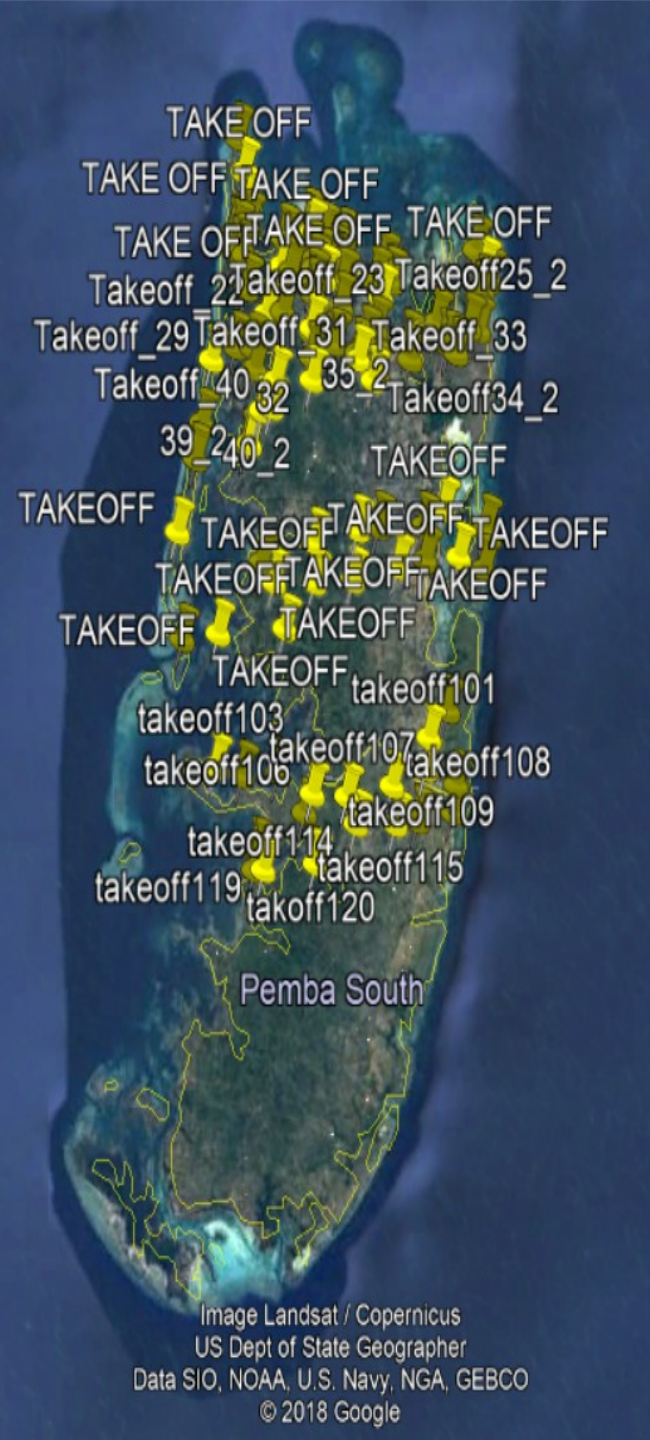 TAKE OFF
TAKE OFF TAKE OFF
TAKE OFF TAKE OFF TAKE OFF
Takeoff_22 Takeoff_23 Takeoff25_2
Takeoff_29 Takeoff_31 Takeoff_33
Takeoff_40 32 35_2 Takeoff34_2
39_2 40_2 TAKEOFF
TAKEOFF TAKEOFF TAKEOFF TAKEOFF
TAKEOFF TAKEOFF TAKEOFF
TAKEOFF TAKEOFF
TAKEOFF takeoff101
takeoff103
takeoff106 takeoff107 takeoff108
takeoff109
takeoff114
takeoff119 takeoff115
takoff120
Pemba South
Image Landsat / Copernicus
US Dept of State Geographer
Data SIO, NOAA, U.S. Navy, NGA, GEBCO
© 2018 Google